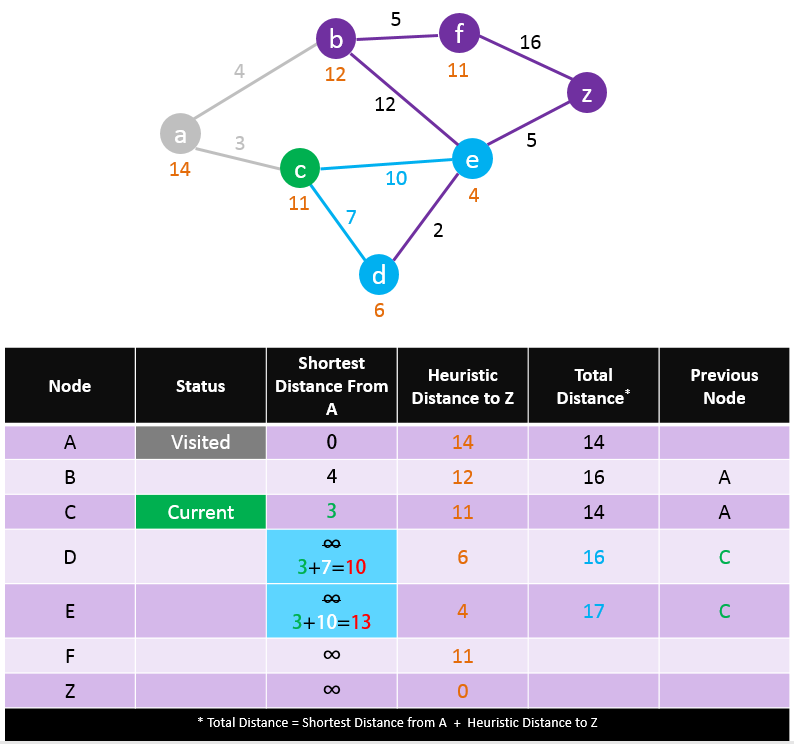 5
b
f
16
12
11
4
z
12
a
3
5
e
c
14
10
4
11
7
2
d
6
Node Status Shortest Distance From A Heuristic Distance to Z Total Distance* Previous Node
A Visited 0 14 14
B 4 12 16 A
C Current 3 11 14 A
D ∞ 3+7=10 6 16 C
E ∞ 3+10=13 4 17 C
F ∞ 11
Z ∞ 0
* Total Distance = Shortest Distance from A + Heuristic Distance to Z